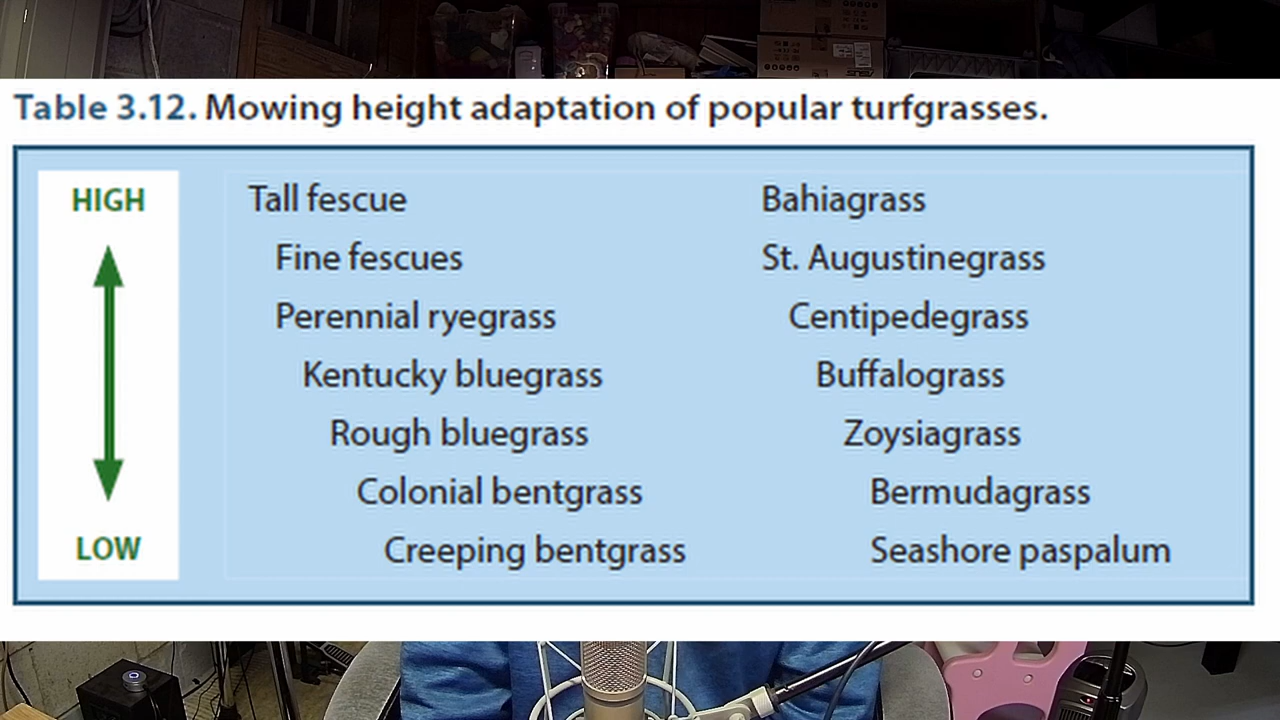 Table 3.12. Mowing height adaptation of popular turfgrasses.
HIGH
LOW
Tall fescue
Fine fescues
Perennial ryegrass
Kentucky bluegrass
Rough bluegrass
Colonial bentgrass
Creeping bentgrass
Bahiagrass
St. Augustinegrass
Centipedegrass
Buffalograss
Zoysiagrass
Bermudagrass
Seashore paspalum